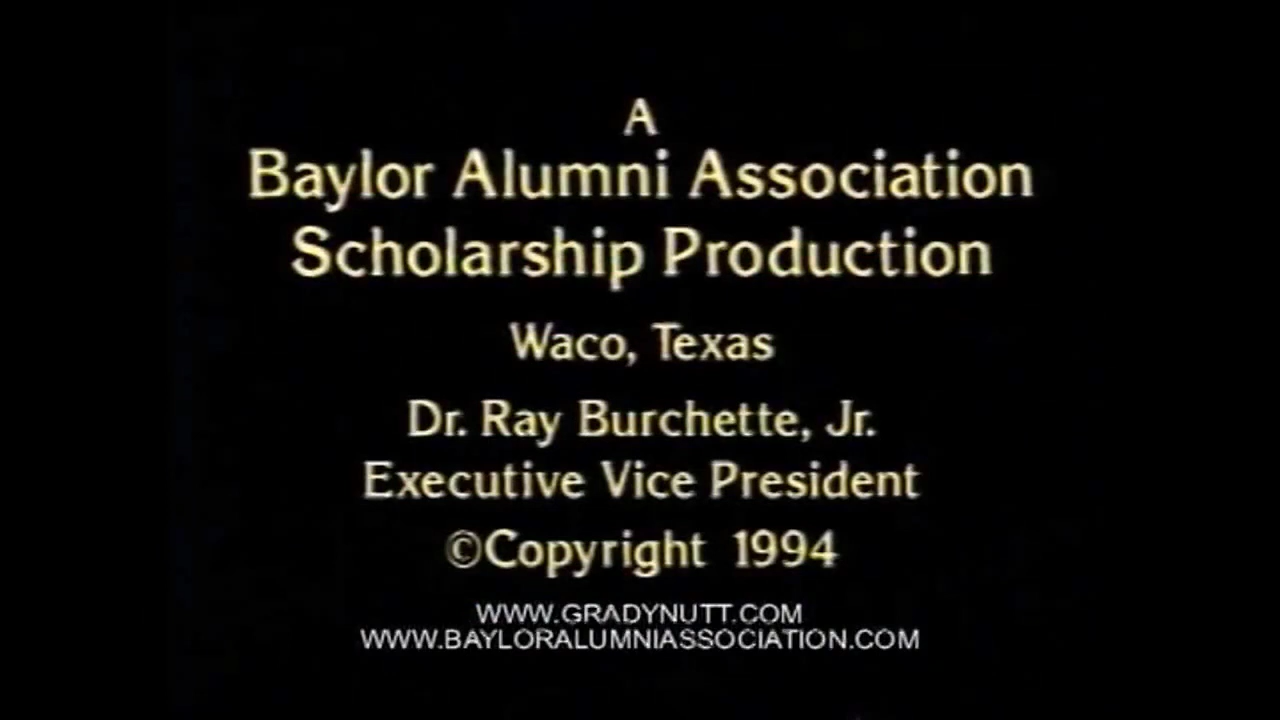 A
Baylor Alumni Association
Scholarship Production
Waco, Texas
Dr. Ray Burchette, Jr.
Executive Vice President
©Copyright 1994
WWW.GRADYNUTT.COM
WWW.BAYLORALUMNIASSOCIATION.COM